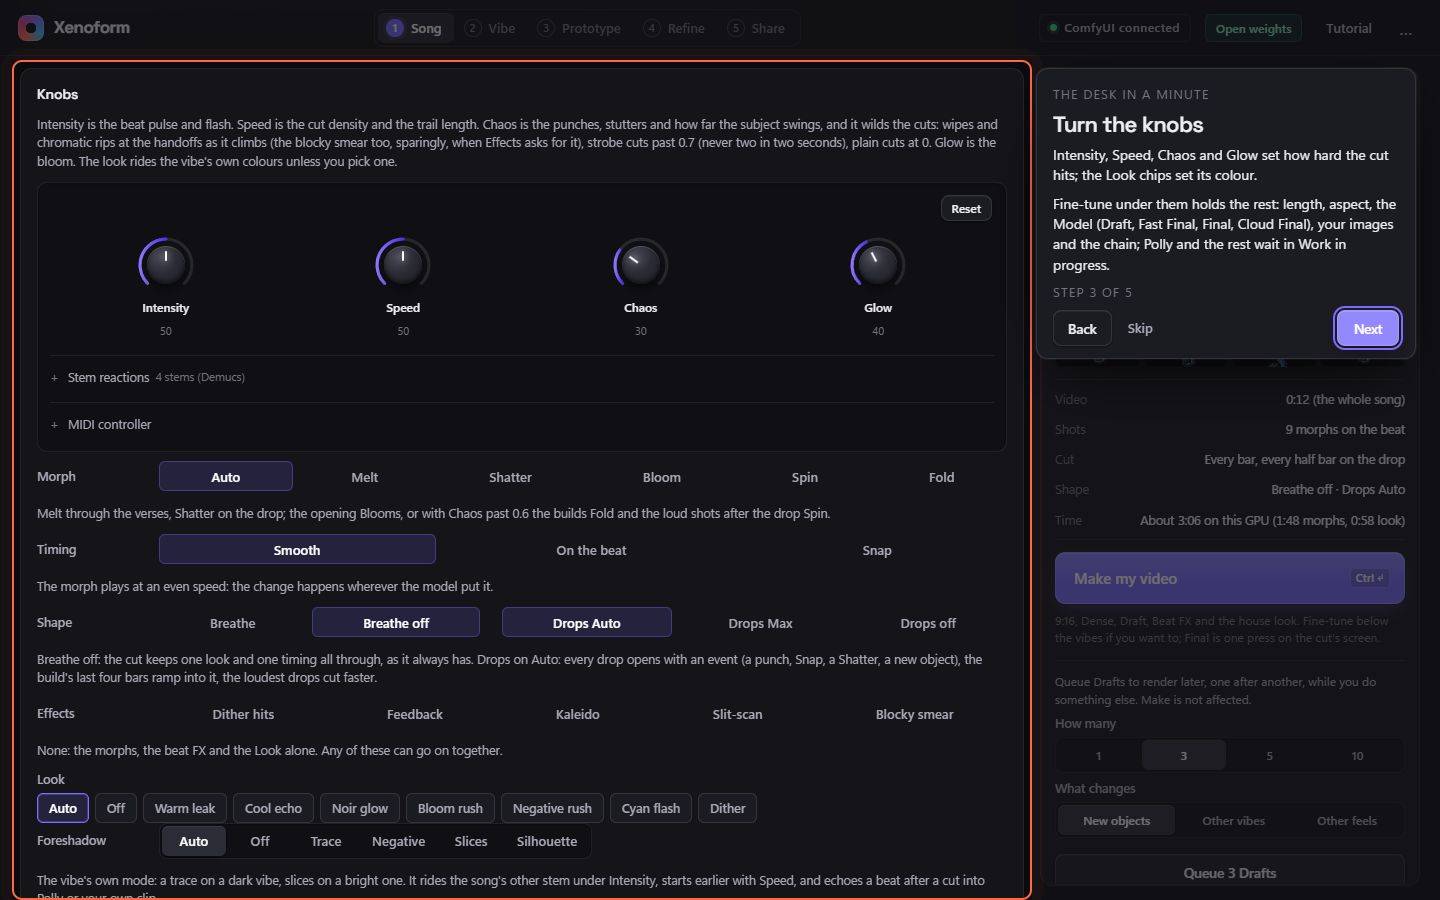 Xenoform
1 Song
2 Vibe
3 Prototype
4 Refine
5 Share
ComfyUI connected
Open weights
Tutorial
...
Knobs
Intensity is the beat pulse and flash. Speed is the cut density and the trail length. Chaos is the punches, stutters and how far the subject swings, and it wilds the cuts: wipes and
chromatic rips at the handoffs as it climbs (the blocky smear too, sparingly, when Effects asks for it), strobe cuts past 0.7 (never two in two seconds), plain cuts at 0. Glow is the
bloom. The look rides the vibe's own colours unless you pick one.
Reset
Intensity
Speed
Chaos
Glow
50
50
30
40
+ Stem reactions 4 stems (Demucs)
+ MIDI controller
Morph Auto Melt Shatter Bloom Spin Fold
Melt through the verses, Shatter on the drop; the opening Blooms, or with Chaos past 0.6 the builds Fold and the loud shots after the drop Spin.
Timing Smooth On the beat Snap
The morph plays at an even speed: the change happens wherever the model put it.
Shape Breathe Breathe off Drops Auto Drops Max Drops off
Breathe off: the cut keeps one look and one timing all through, as it always has. Drops on Auto: every drop opens with an event (a punch, Snap, a Shatter, a new object), the
build's last four bars ramp into it, the loudest drops cut faster.
Effects Dither hits Feedback Kaleido Slit-scan Blocky smear
None: the morphs, the beat FX and the Look alone. Any of these can go on together.
Look
Auto Off Warm leak Cool echo Noir glow Bloom rush Negative rush Cyan flash Dither
Foreshadow Auto Off Trace Negative Slices Silhouette
The vibe's own mode: a trace on a dark vibe, slices on a bright one. It rides the song's other stem under Intensity, starts earlier with Speed, and echoes a beat after a cut into
Polly or your own clip.
THE DESK IN A MINUTE
Turn the knobs
Intensity, Speed, Chaos and Glow set how hard the cut
hits; the Look chips set its colour.
Fine-tune under them holds the rest: length, aspect, the
Model (Draft, Fast Final, Final, Cloud Final), your images
and the chain; Polly and the rest wait in Work in
progress.
STEP 3 OF 5
Back
Skip
Next
Video 0:12 (the whole song)
Shots 9 morphs on the beat
Cut Every bar, every half bar on the drop
Shape Breathe off · Drops Auto
Time About 3:06 on this GPU (1:48 morphs, 0:58 look)
Make my video Ctrl ↲
9:16, Dense, Draft, Beat FX and the house look. Fine-tune below
the vibes if you want to; Final is one press on the cut's screen.
Queue Drafts to render later, one after another, while you do
something else. Make is not affected.
How many
1 3 5 10
What changes
New objects Other vibes Other feels
Queue 3 Drafts